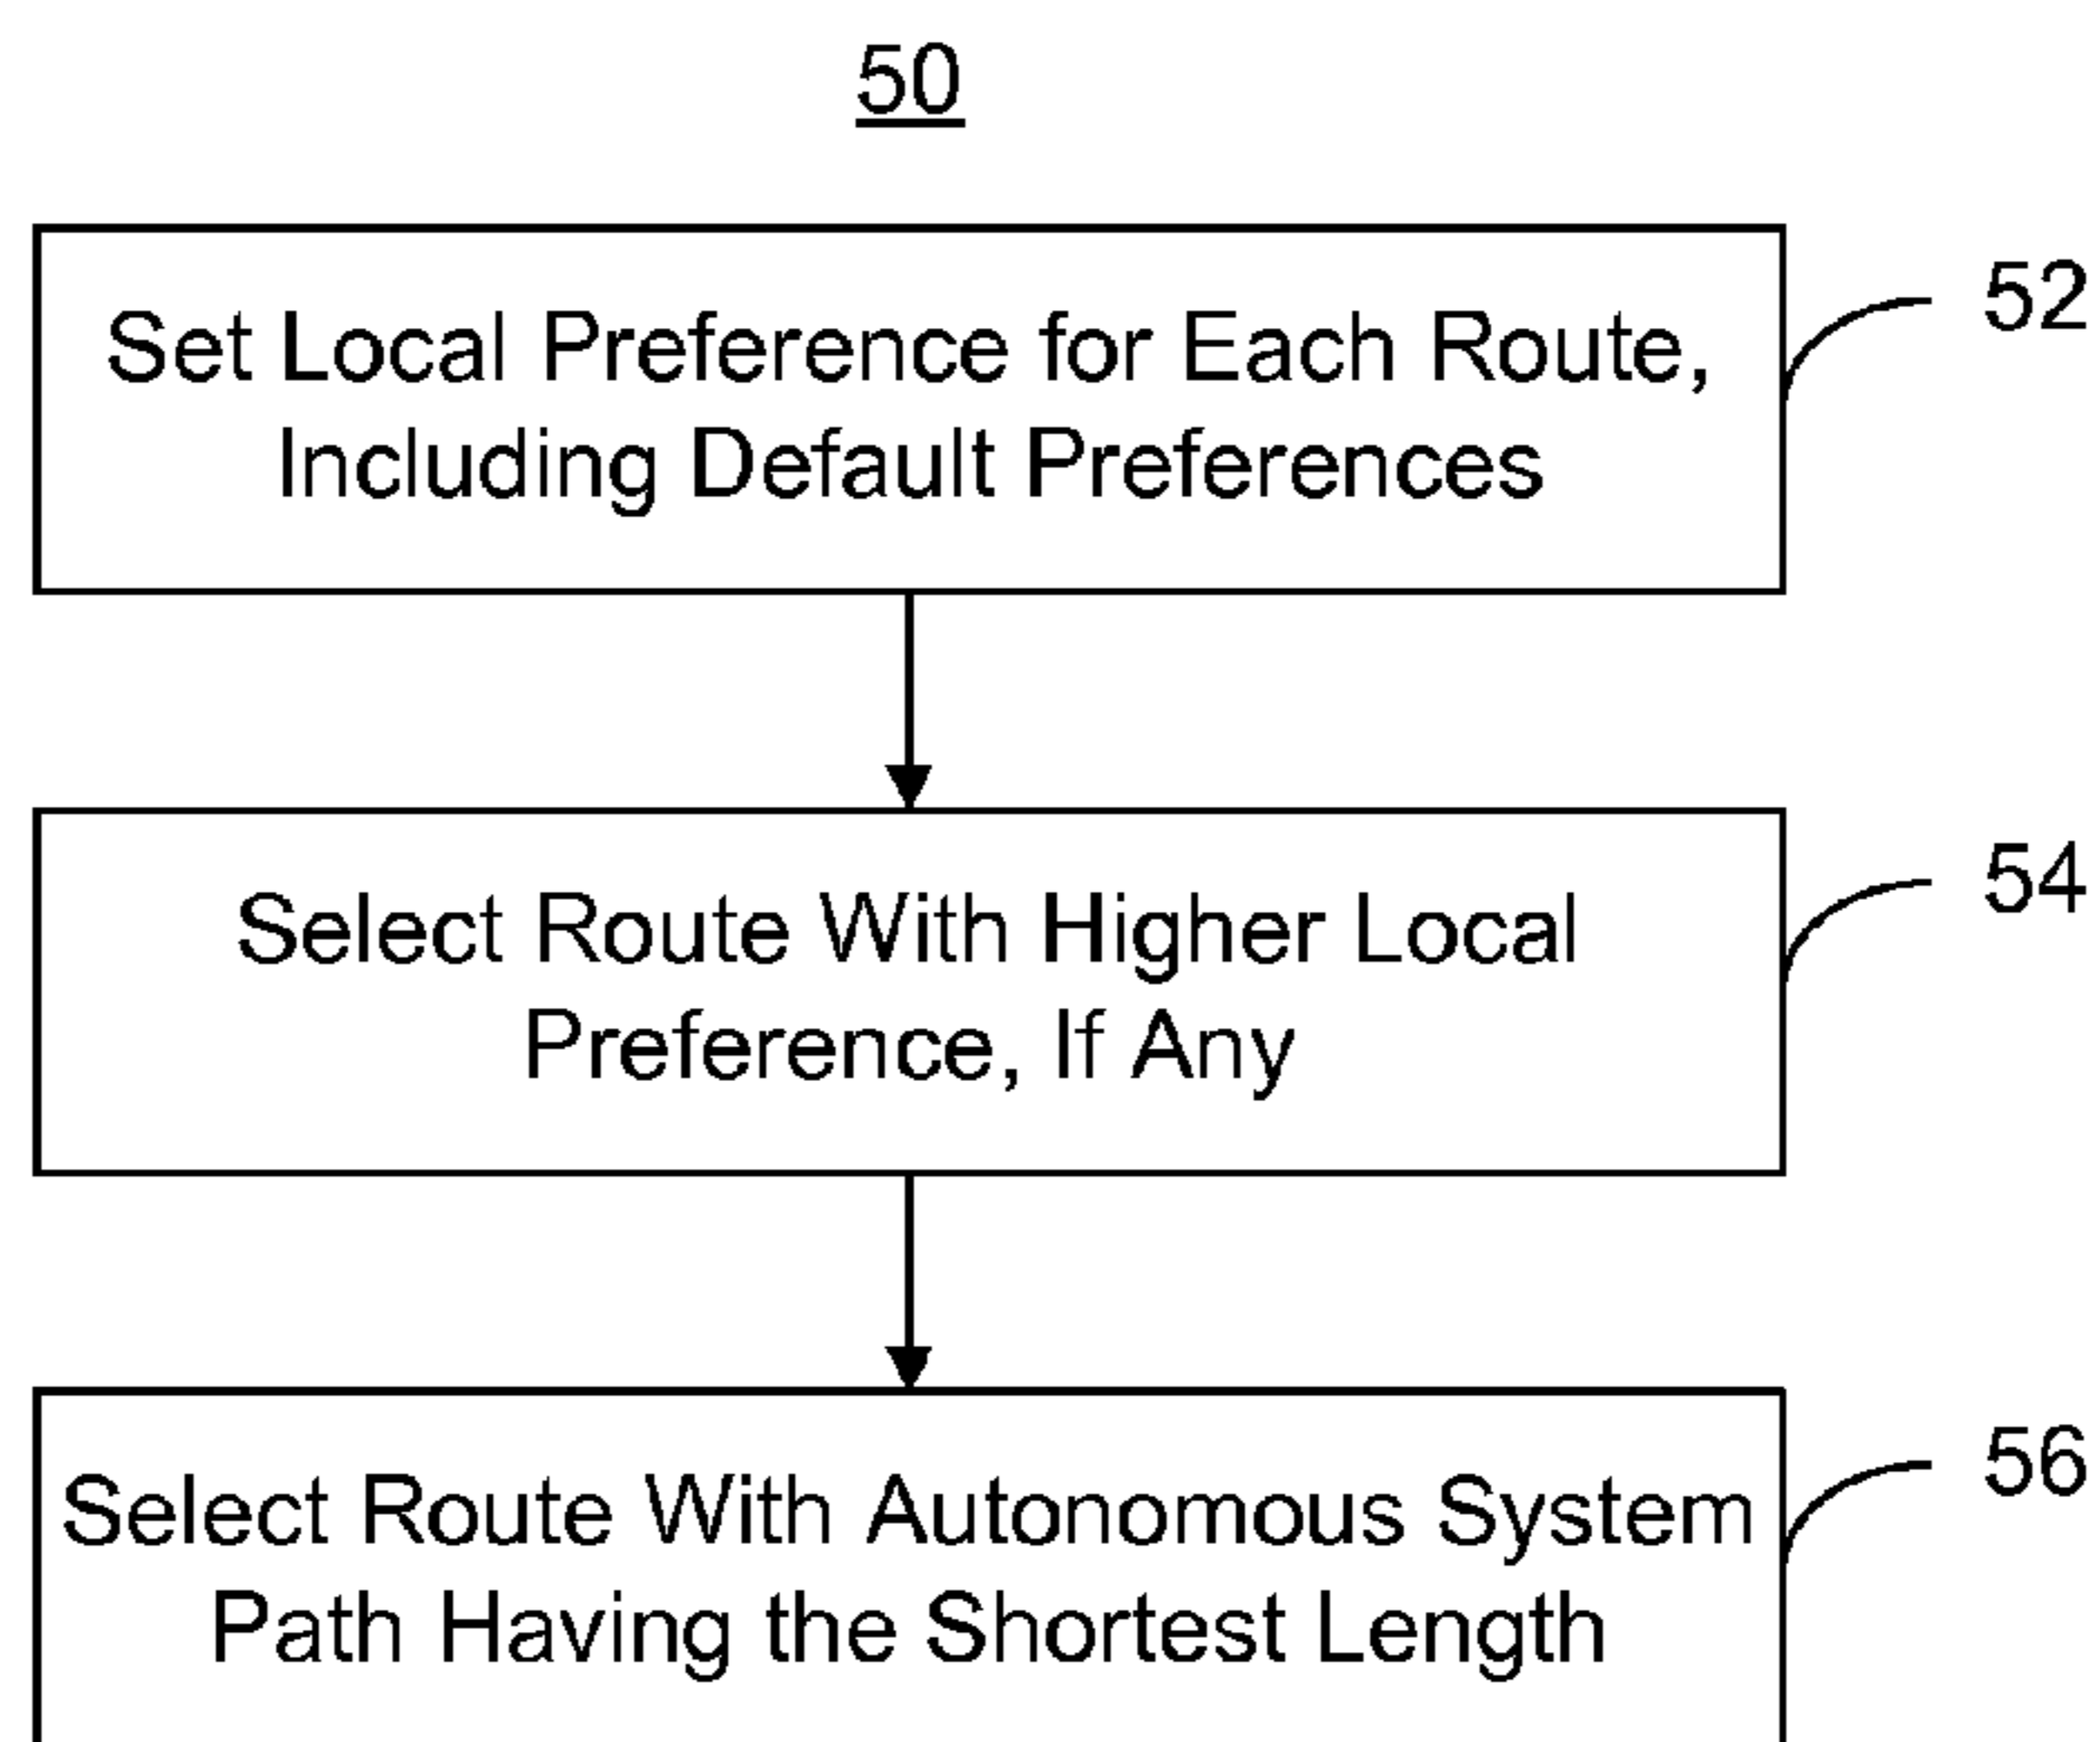 50
Set Local Preference for Each Route,
Including Default Preferences
52
Select Route With Higher Local
Preference, If Any
54
Select Route With Autonomous System
Path Having the Shortest Length
56